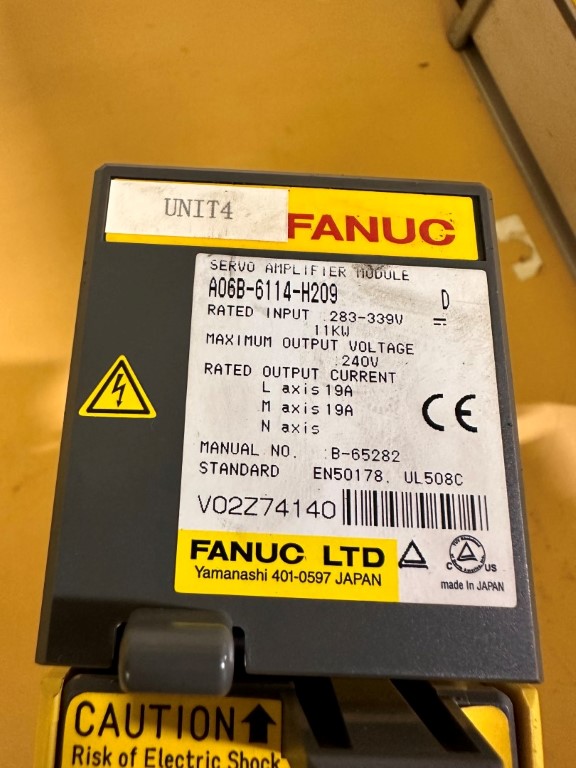 UNIT4
FANUC
SERVO AMPLIFIER MODULE
A06B-6114-H209 D
RATED INPUT 283-339V ⎓
11KW
MAXIMUM OUTPUT VOLTAGE
240V
RATED OUTPUT CURRENT
L axis 19A
M axis 19A
N axis
CE
MANUAL NO. :B-65282
STANDARD EN50178, UL508C
V02Z74140
FANUC LTD
Yamanashi 401-0597 JAPAN
C US
made in JAPAN
CAUTION
Risk of Electric Shock